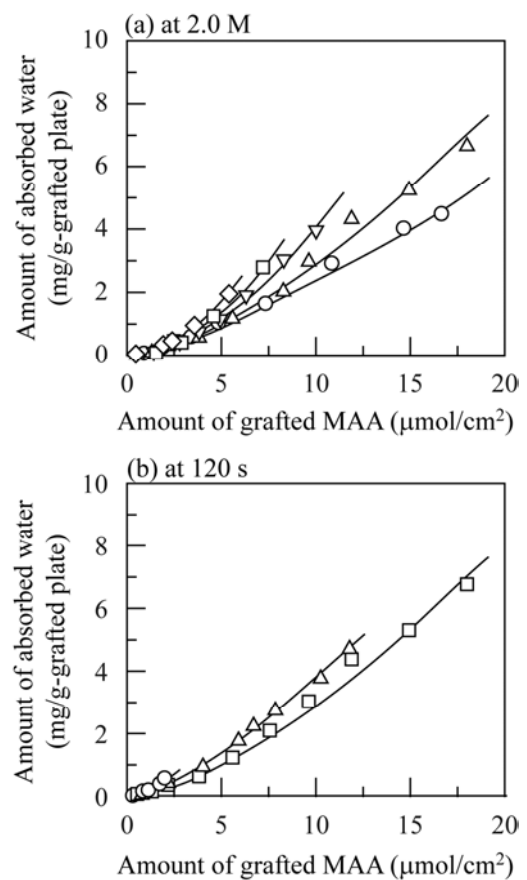 (a) at 2.0 M
10
8
6
4
2
0
0
5
10
15
20
Amount of absorbed water
(mg/g-grafted plate)
Amount of grafted MAA (μmol/cm²)
(b) at 120 s
10
8
6
4
2
0
0
5
10
15
20
Amount of absorbed water
(mg/g-grafted plate)
Amount of grafted MAA (μmol/cm²)